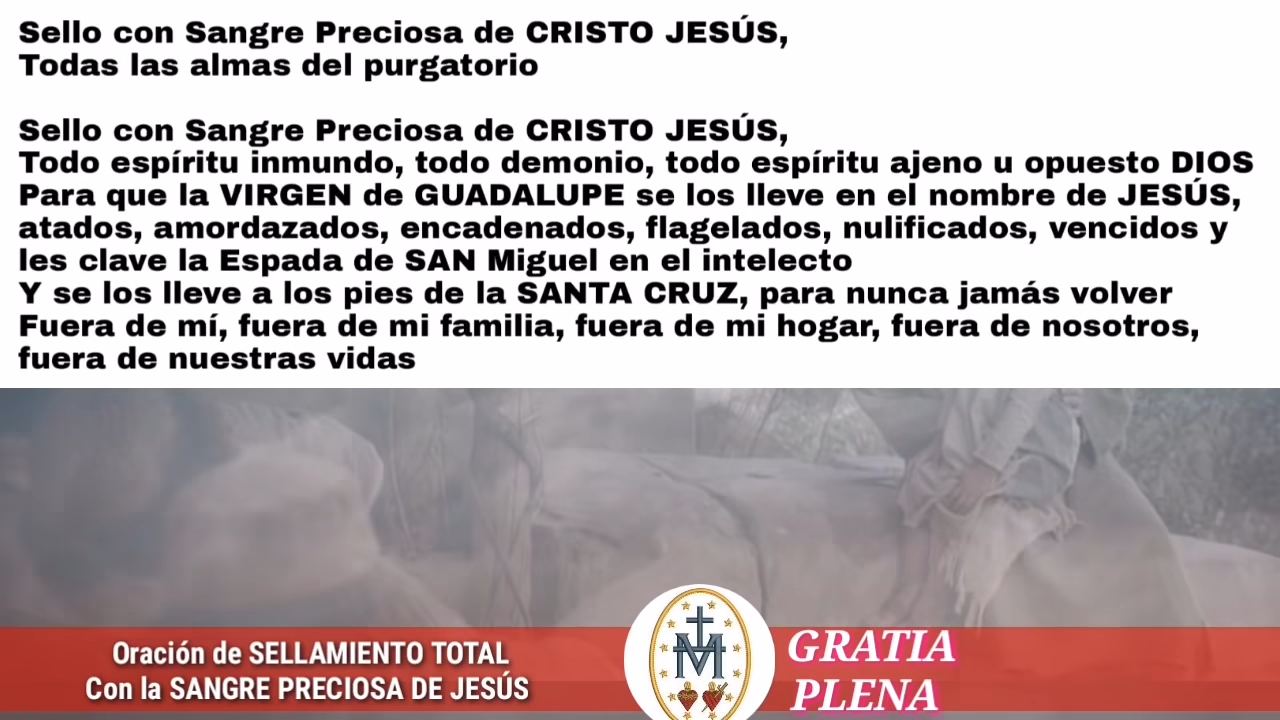 Sello con Sangre Preciosa de CRISTO JESÚS,
Todas las almas del purgatorio
Sello con Sangre Preciosa de CRISTO JESÚS,
Todo espíritu inmundo, todo demonio, todo espíritu ajeno u opuesto DIOS
Para que la VIRGEN de GUADALUPE se los lleve en el nombre de JESÚS,
atados, amordazados, encadenados, flagelados, nulificados, vencidos y
les clave la Espada de SAN Miguel en el intelecto
Y se los lleve a los pies de la SANTA CRUZ, para nunca jamás volver
Fuera de mí, fuera de mi familia, fuera de mi hogar, fuera de nosotros,
fuera de nuestras vidas
Oración de SELLAMIENTO TOTAL
Con la SANGRE PRECIOSA DE JESÚS
M
GRATIA
PLENA